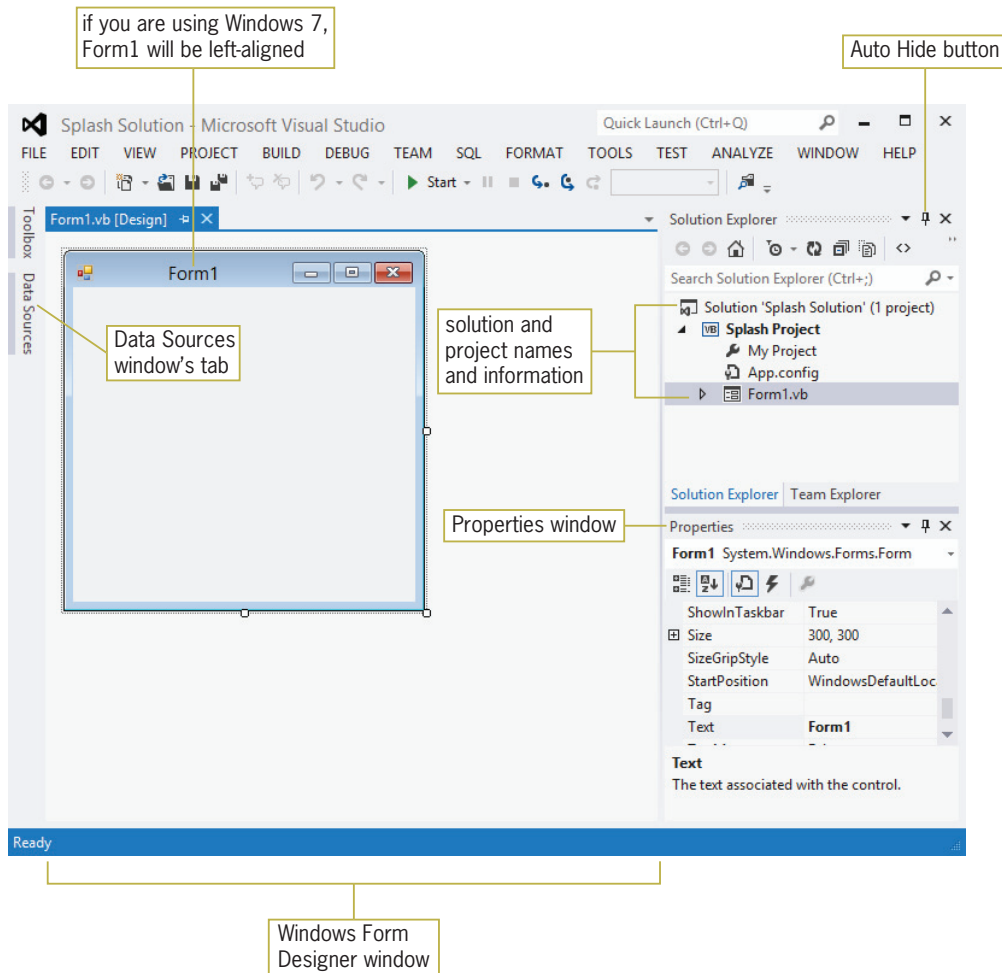 if you are using Windows 7,
Form1 will be left-aligned
Auto Hide button
Splash Solution - Microsoft Visual Studio
Quick Launch (Ctrl+Q)
FILE EDIT VIEW PROJECT BUILD DEBUG TEAM SQL FORMAT TOOLS TEST ANALYZE WINDOW HELP
Start
Toolbox
Data Sources
Form1.vb [Design]
Form1
Data Sources
window's tab
solution and
project names
and information
Solution Explorer
Search Solution Explorer (Ctrl+;)
Solution 'Splash Solution' (1 project)
VB Splash Project
My Project
App.config
Form1.vb
Solution Explorer Team Explorer
Properties window
Properties
Form1 System.Windows.Forms.Form
ShowInTaskbar True
Size 300, 300
SizeGripStyle Auto
StartPosition WindowsDefaultLoc
Tag
Text Form1
Text
The text associated with the control.
Ready
Windows Form
Designer window